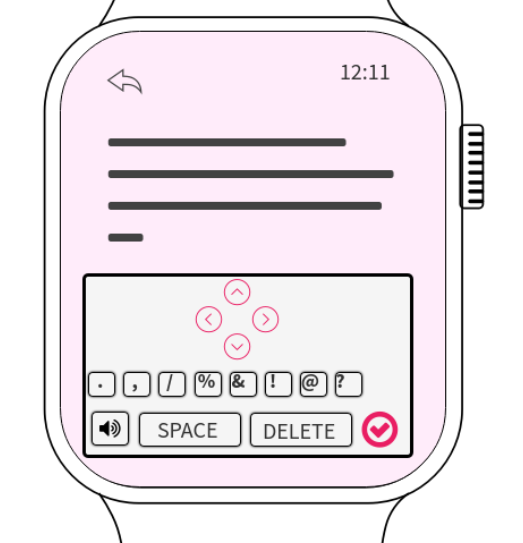 12:11
. , / % & ! @ ?
SPACE DELETE